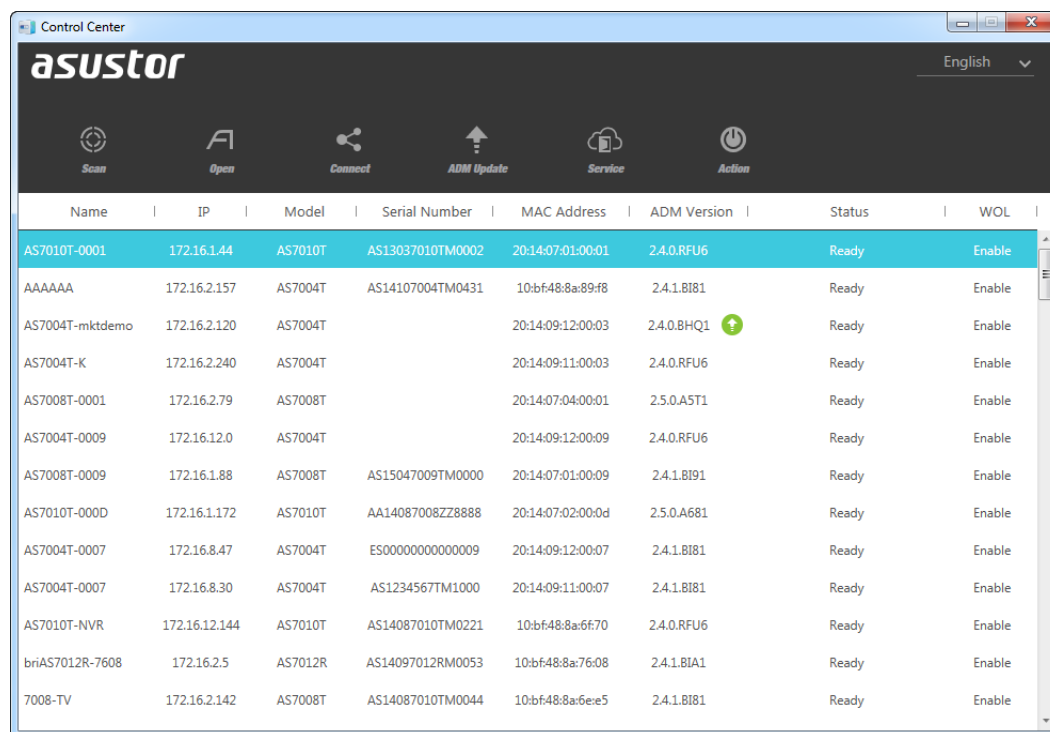 Control Center
asustor
English
Scan Open Connect ADM Update Service Action
Name IP Model Serial Number MAC Address ADM Version Status WOL
AS7010T-0001 172.16.1.44 AS7010T AS13037010TM0002 20:14:07:01:00:01 2.4.0.RFU6 Ready Enable
AAAAAA 172.16.2.157 AS7004T AS14107004TM0431 10:bf:48:8a:89:f8 2.4.1.BI81 Ready Enable
AS7004T-mktdemo 172.16.2.120 AS7004T 20:14:09:12:00:03 2.4.0.BHQ1 Ready Enable
AS7004T-K 172.16.2.240 AS7004T 20:14:09:11:00:03 2.4.0.RFU6 Ready Enable
AS7008T-0001 172.16.2.79 AS7008T 20:14:07:04:00:01 2.5.0.A5T1 Ready Enable
AS7004T-0009 172.16.12.0 AS7004T 20:14:09:12:00:09 2.4.0.RFU6 Ready Enable
AS7008T-0009 172.16.1.88 AS7008T AS15047009TM0000 20:14:07:01:00:09 2.4.1.BI91 Ready Enable
AS7010T-000D 172.16.1.172 AS7010T AA14087008ZZ8888 20:14:07:02:00:0d 2.5.0.A681 Ready Enable
AS7004T-0007 172.16.8.47 AS7004T ES00000000000009 20:14:09:12:00:07 2.4.1.BI81 Ready Enable
AS7004T-0007 172.16.8.30 AS7004T AS1234567TM1000 20:14:09:11:00:07 2.4.1.BI81 Ready Enable
AS7010T-NVR 172.16.12.144 AS7010T AS14087010TM0221 10:bf:48:8a:6f:70 2.4.0.RFU6 Ready Enable
briAS7012R-7608 172.16.2.5 AS7012R AS14097012RM0053 10:bf:48:8a:76:08 2.4.1.BIA1 Ready Enable
7008-TV 172.16.2.142 AS7008T AS14087010TM0044 10:bf:48:8a:6e:e5 2.4.1.BI81 Ready Enable